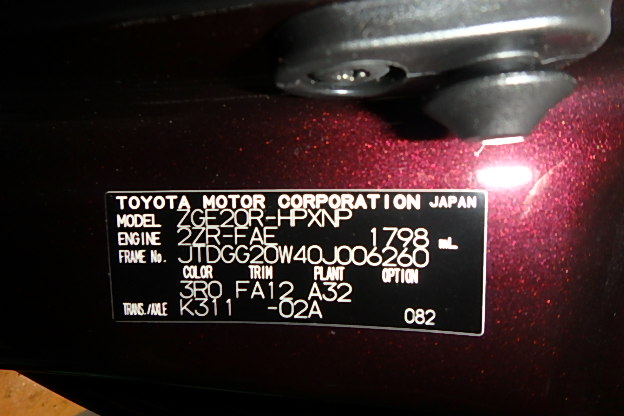 TOYOTA MOTOR CORPORATION JAPAN
MODEL ZGE20R-HPXNP
ENGINE 2ZR-FAE 1798 mL
FRAME No. JTDGG20W40J006260
COLOR TRIM PLANT OPTION
3R0 FA12 A32
TRANS./AXLE K311 -02A 082